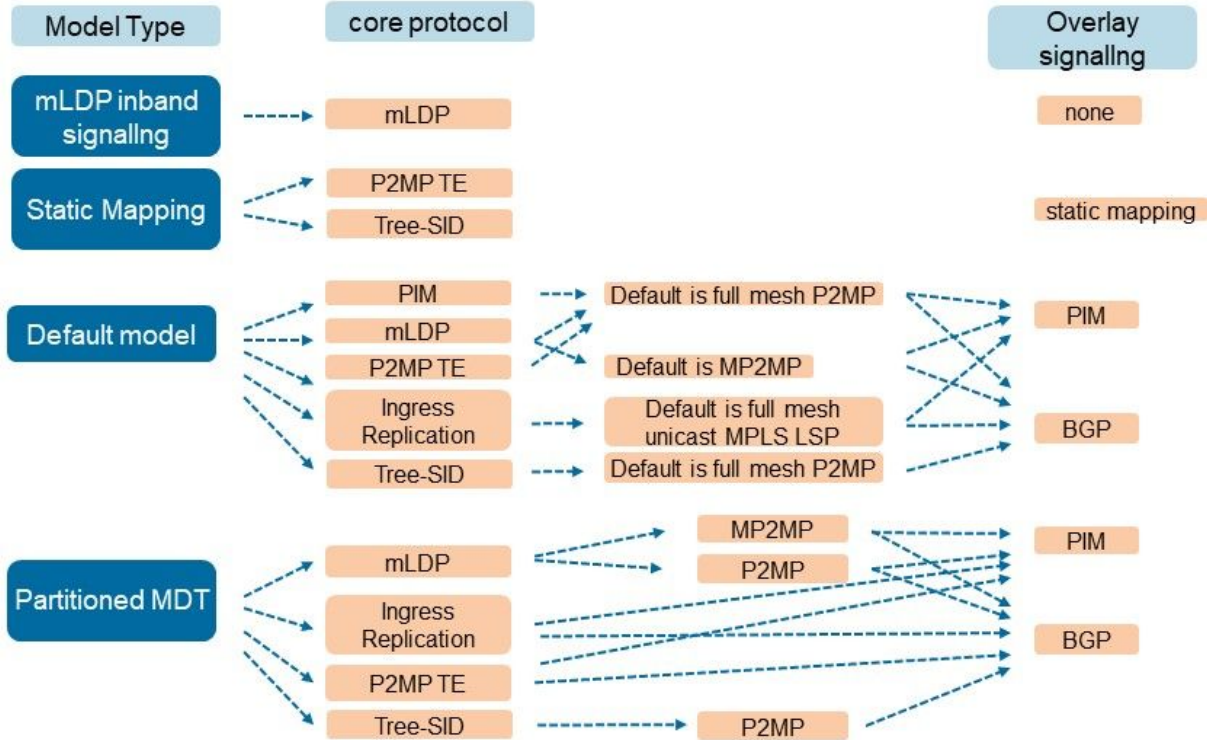 Model Type
core protocol
Overlay
signallng
mLDP inband
signallng
mLDP
none
Static Mapping
P2MP TE
Tree-SID
static mapping
Default model
PIM
mLDP
P2MP TE
Ingress
Replication
Tree-SID
Default is full mesh P2MP
Default is MP2MP
Default is full mesh
unicast MPLS LSP
Default is full mesh P2MP
PIM
BGP
Partitioned MDT
mLDP
Ingress
Replication
P2MP TE
Tree-SID
MP2MP
P2MP
P2MP
PIM
BGP